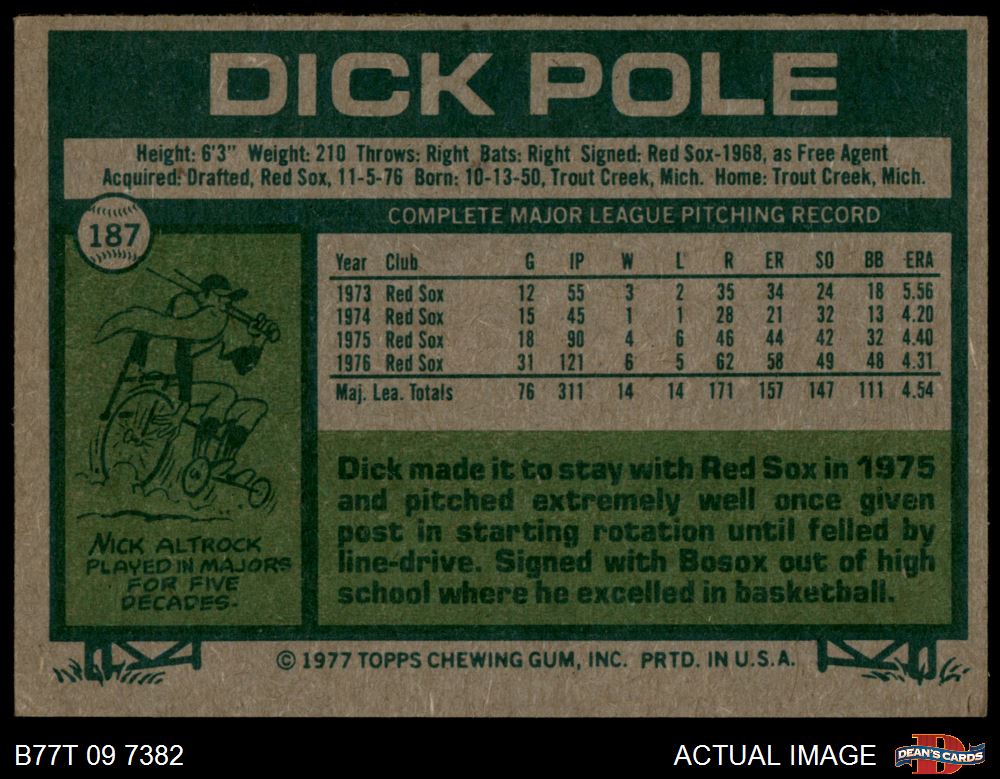 DICK POLE
Height: 6'3" Weight: 210 Throws: Right Bats: Right Signed: Red Sox-1968, as Free Agent
Acquired: Drafted, Red Sox, 11-5-76 Born: 10-13-50, Trout Creek, Mich. Home: Trout Creek, Mich.
187
COMPLETE MAJOR LEAGUE PITCHING RECORD
Year Club G IP W L R ER SO BB ERA
1973 Red Sox 12 55 3 2 35 34 24 18 5.56
1974 Red Sox 15 45 1 1 28 21 32 13 4.20
1975 Red Sox 18 90 4 6 46 44 42 32 4.40
1976 Red Sox 31 121 6 5 62 58 49 48 4.31
Maj. Lea. Totals 76 311 14 14 171 157 147 111 4.54
NICK ALTROCK
PLAYED IN MAJORS
FOR FIVE
DECADES.
Dick made it to stay with Red Sox in 1975
and pitched extremely well once given
post in starting rotation until felled by
line-drive. Signed with Bosox out of high
school where he excelled in basketball.
© 1977 TOPPS CHEWING GUM, INC. PRTD. IN U.S.A.
B77T 09 7382
ACTUAL IMAGE
DEAN'S CARDS